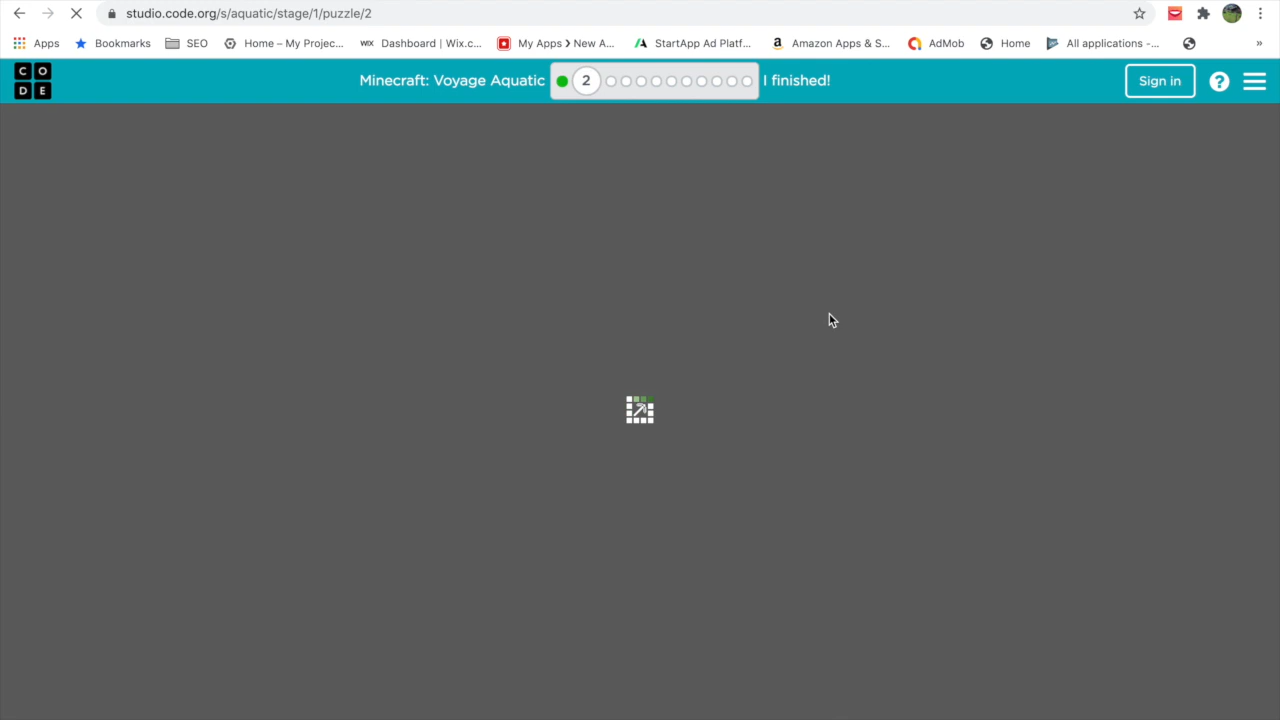 studio.code.org/s/aquatic/stage/1/puzzle/2
Apps Bookmarks SEO Home – My Projec... WIX Dashboard | Wix.c... My Apps › New A... StartApp Ad Platf... Amazon Apps & S... AdMob Home All applications -... »
C O
D E
Minecraft: Voyage Aquatic 2 I finished! Sign in ?